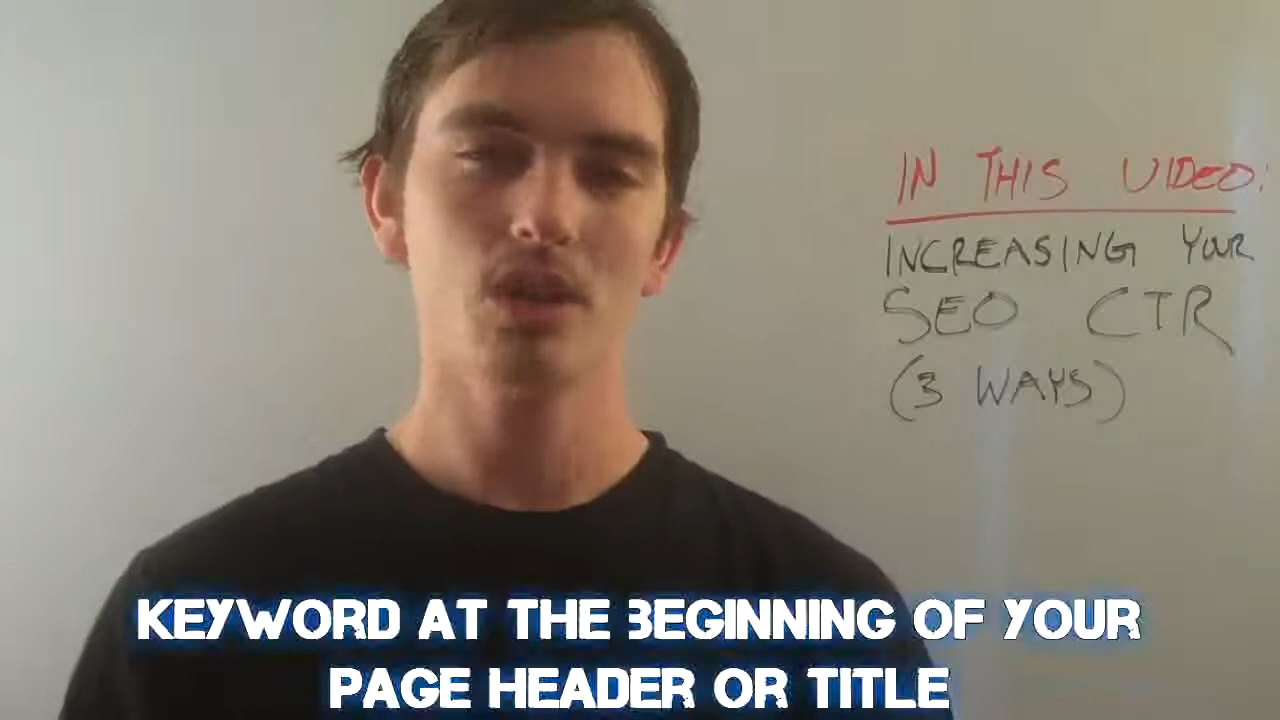 IN THIS VIDEO:
INCREASING YOUR
SEO CTR
(3 WAYS)
KEYWORD AT THE BEGINNING OF YOUR
PAGE HEADER OR TITLE